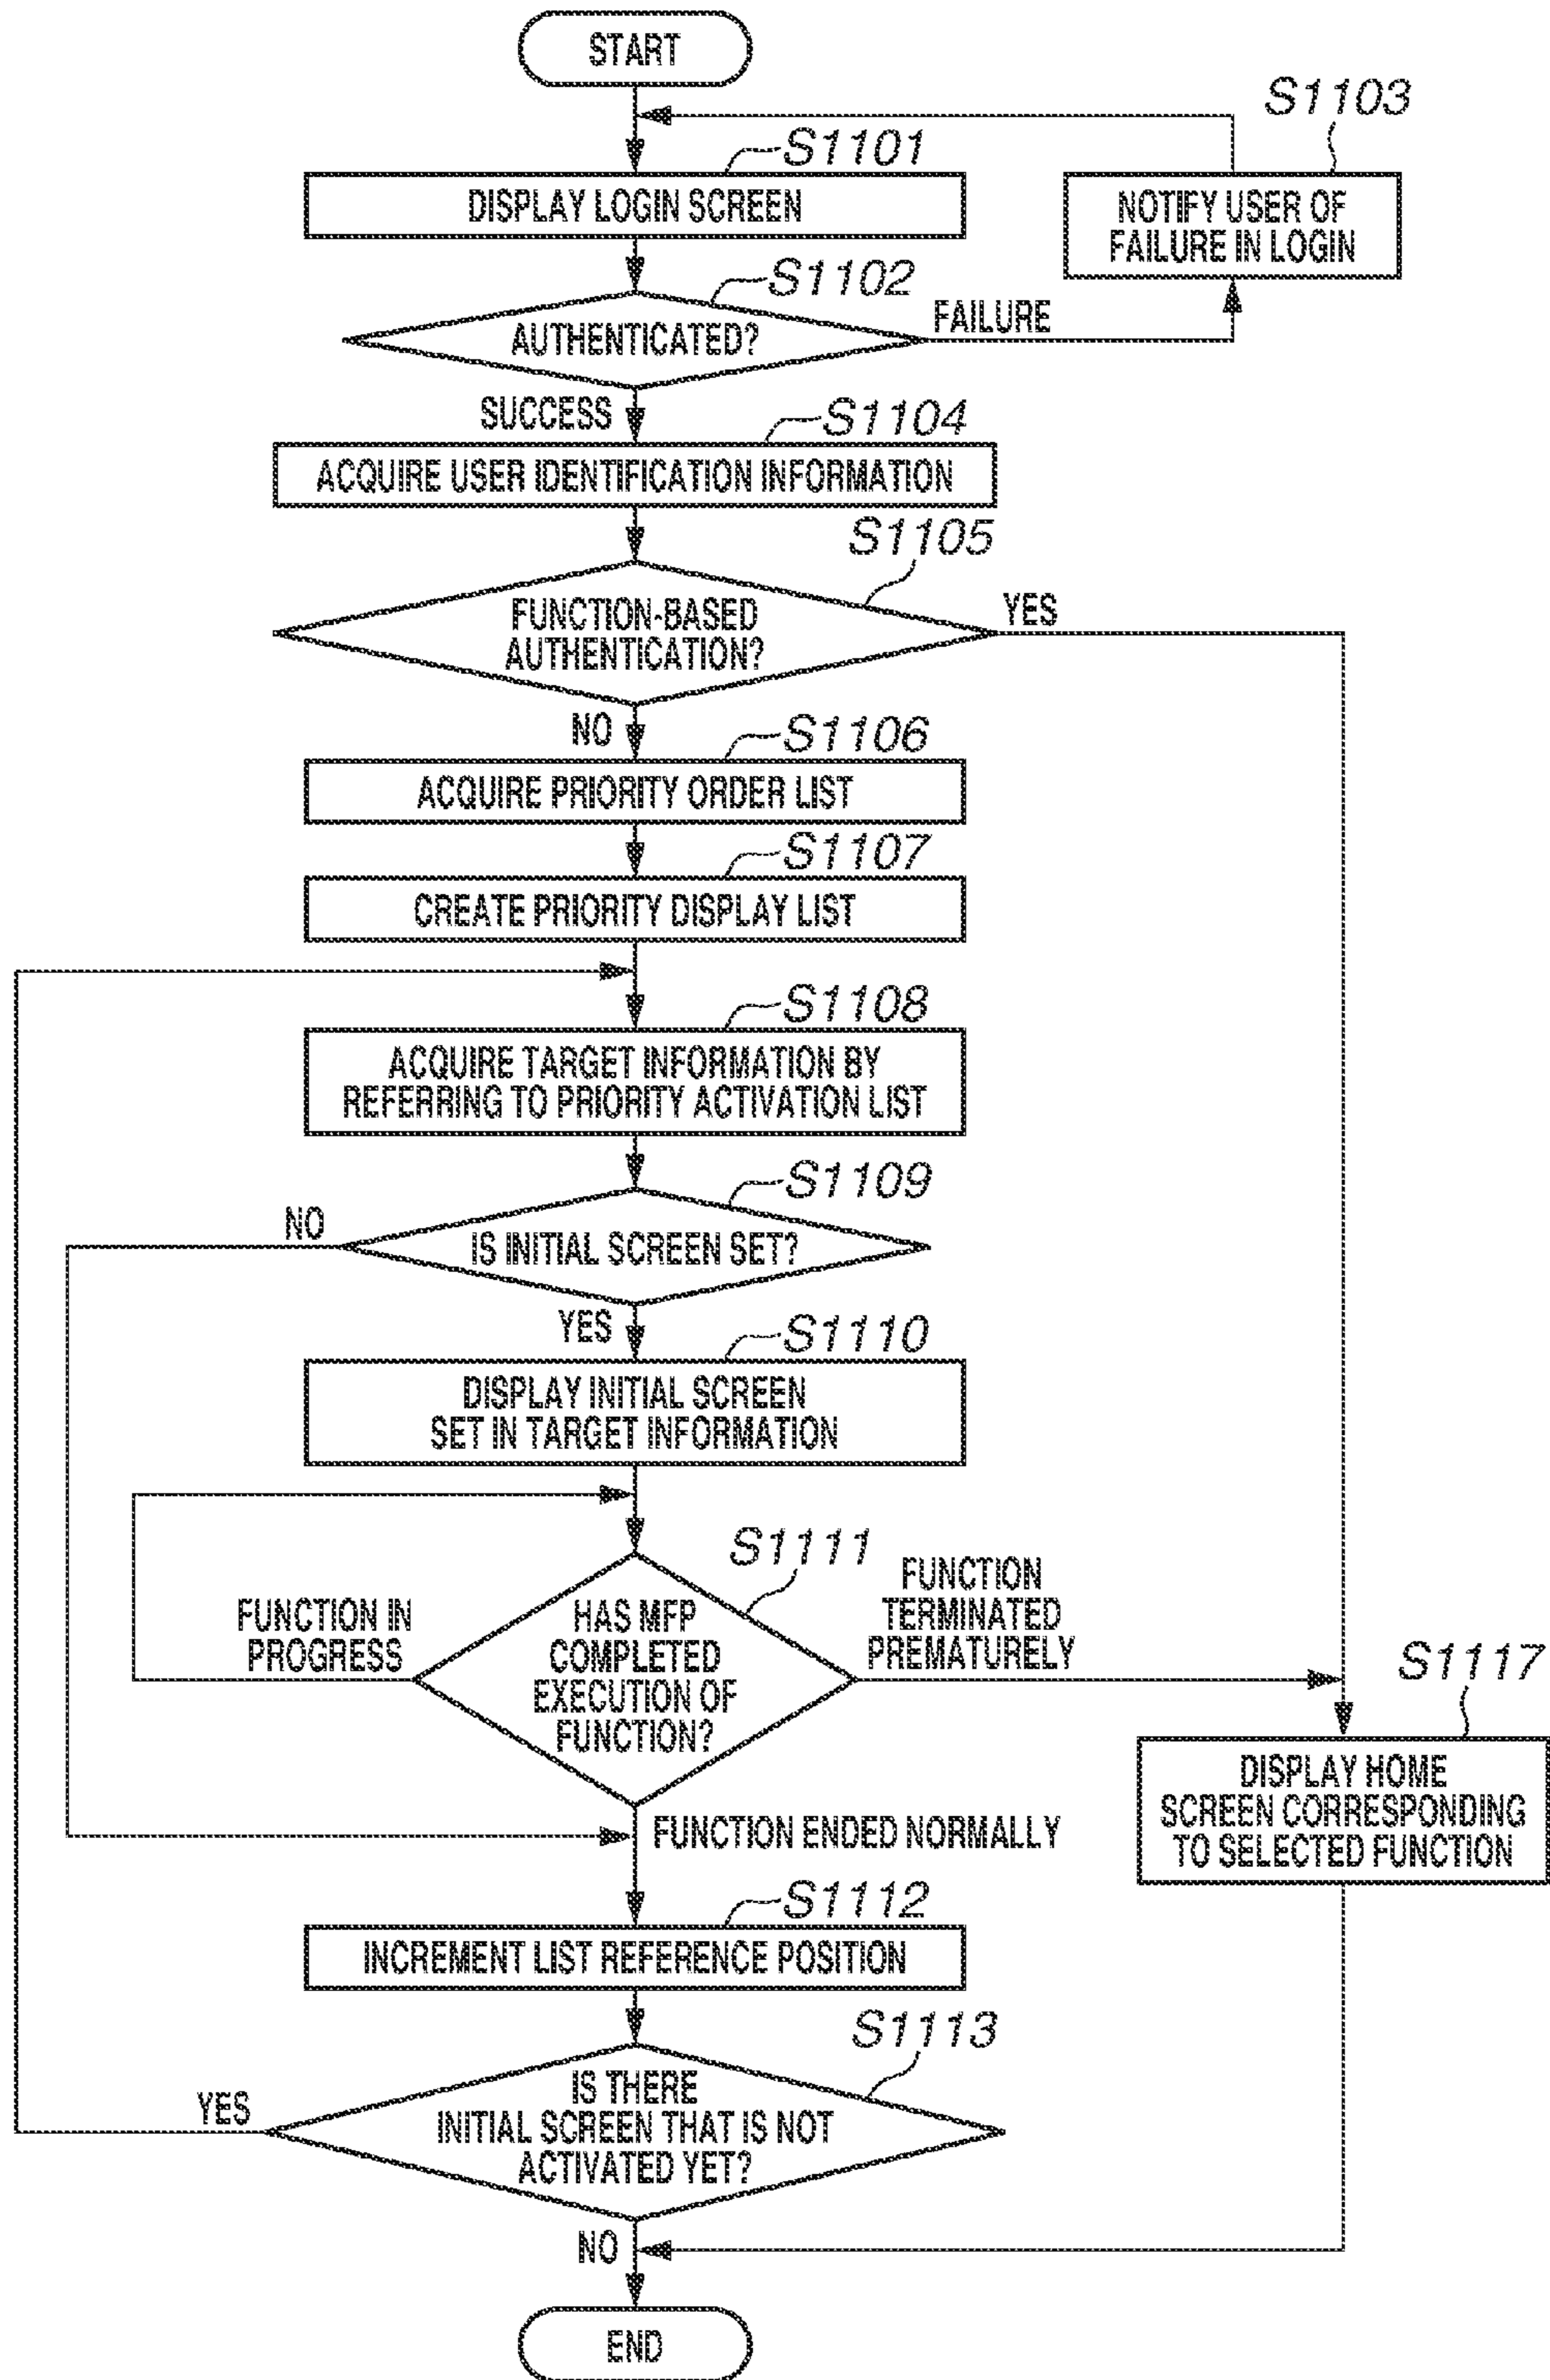 START
S1103
S1101
DISPLAY LOGIN SCREEN
NOTIFY USER OF
FAILURE IN LOGIN
S1102
AUTHENTICATED?
FAILURE
SUCCESS
S1104
ACQUIRE USER IDENTIFICATION INFORMATION
S1105
FUNCTION-BASED
AUTHENTICATION?
YES
NO
S1106
ACQUIRE PRIORITY ORDER LIST
S1107
CREATE PRIORITY DISPLAY LIST
S1108
ACQUIRE TARGET INFORMATION BY
REFERRING TO PRIORITY ACTIVATION LIST
S1109
NO
IS INITIAL SCREEN SET?
YES
S1110
DISPLAY INITIAL SCREEN
SET IN TARGET INFORMATION
S1111
FUNCTION IN
PROGRESS
HAS MFP
COMPLETED
EXECUTION OF
FUNCTION?
FUNCTION
TERMINATED
PREMATURELY
S1117
DISPLAY HOME
SCREEN CORRESPONDING
TO SELECTED FUNCTION
FUNCTION ENDED NORMALLY
S1112
INCREMENT LIST REFERENCE POSITION
S1113
YES
IS THERE
INITIAL SCREEN THAT IS NOT
ACTIVATED YET?
NO
END